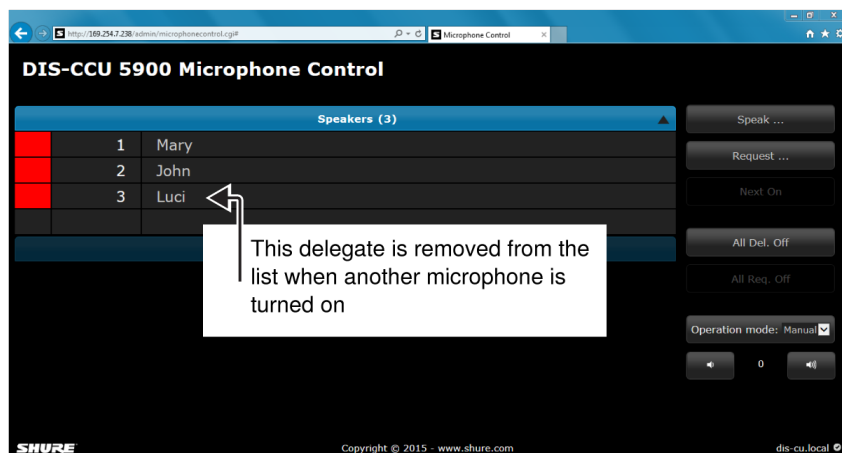 http://169.254.7.238/admin/microphonecontrol.cgi#
Microphone Control
DIS-CCU 5900 Microphone Control
Speakers (3)
1 Mary
2 John
3 Luci
This delegate is removed from the
list when another microphone is
turned on
Speak ...
Request ...
Next On
All Del. Off
All Req. Off
Operation mode: Manual
0
SHURE
Copyright © 2015 - www.shure.com
dis-cu.local